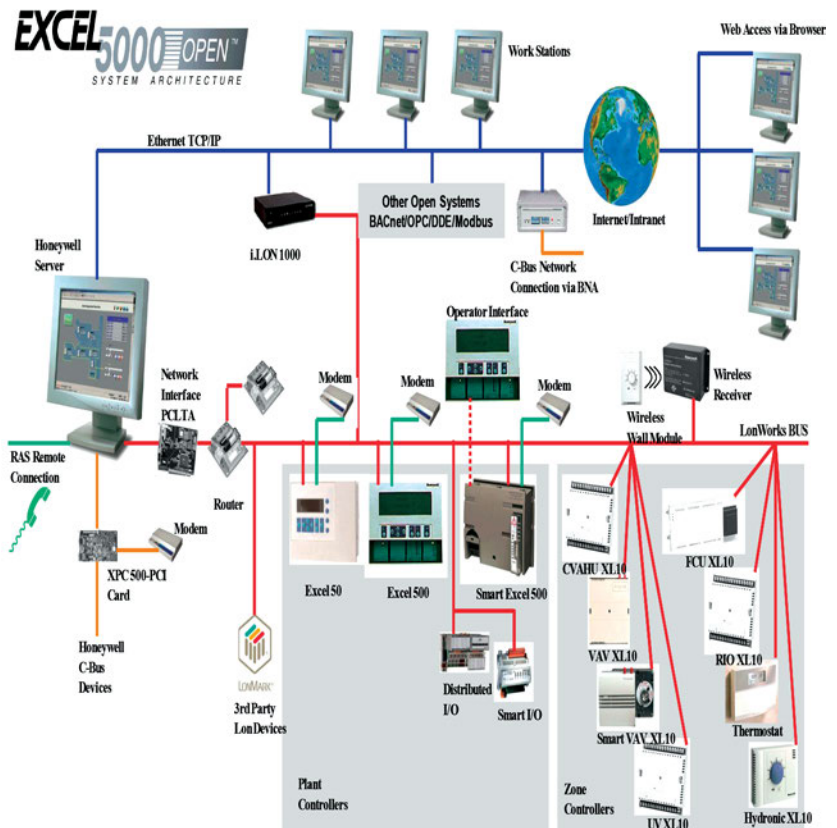 EXCEL 5000 OPEN™
SYSTEM ARCHITECTURE
Work Stations
Web Access via Browser
Ethernet TCP/IP
Other Open Systems
BACnet/OPC/DDE/Modbus
Internet/Intranet
i.LON 1000
Honeywell
Server
C-Bus Network
Connection via BNA
Operator Interface
Network
Interface
PCLTA
Modem
Modem
Modem
Wireless
Receiver
Wireless
Wall Module
LonWorks BUS
RAS Remote
Connection
Router
Modem
XPC 500-PCI
Card
Excel 50
Excel 500
Smart Excel 500
CVAHU XL10
FCU XL10
VAV XL10
RIO XL10
Honeywell
C-Bus
Devices
LONMARK™
3rd Party
Lon Devices
Distributed
I/O
Smart I/O
Smart VAV XL10
Thermostat
Plant
Controllers
Zone
Controllers
UV XL10
Hydronic XL10